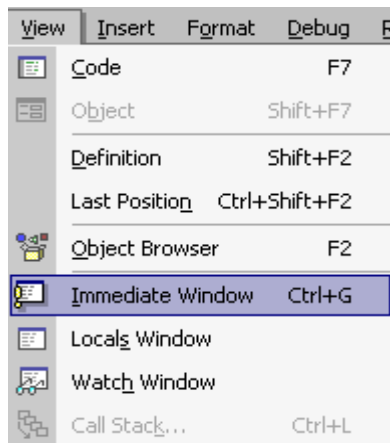 View Insert Format Debug
Code F7
Object Shift+F7
Definition Shift+F2
Last Position Ctrl+Shift+F2
Object Browser F2
Immediate Window Ctrl+G
Locals Window
Watch Window
Call Stack... Ctrl+L